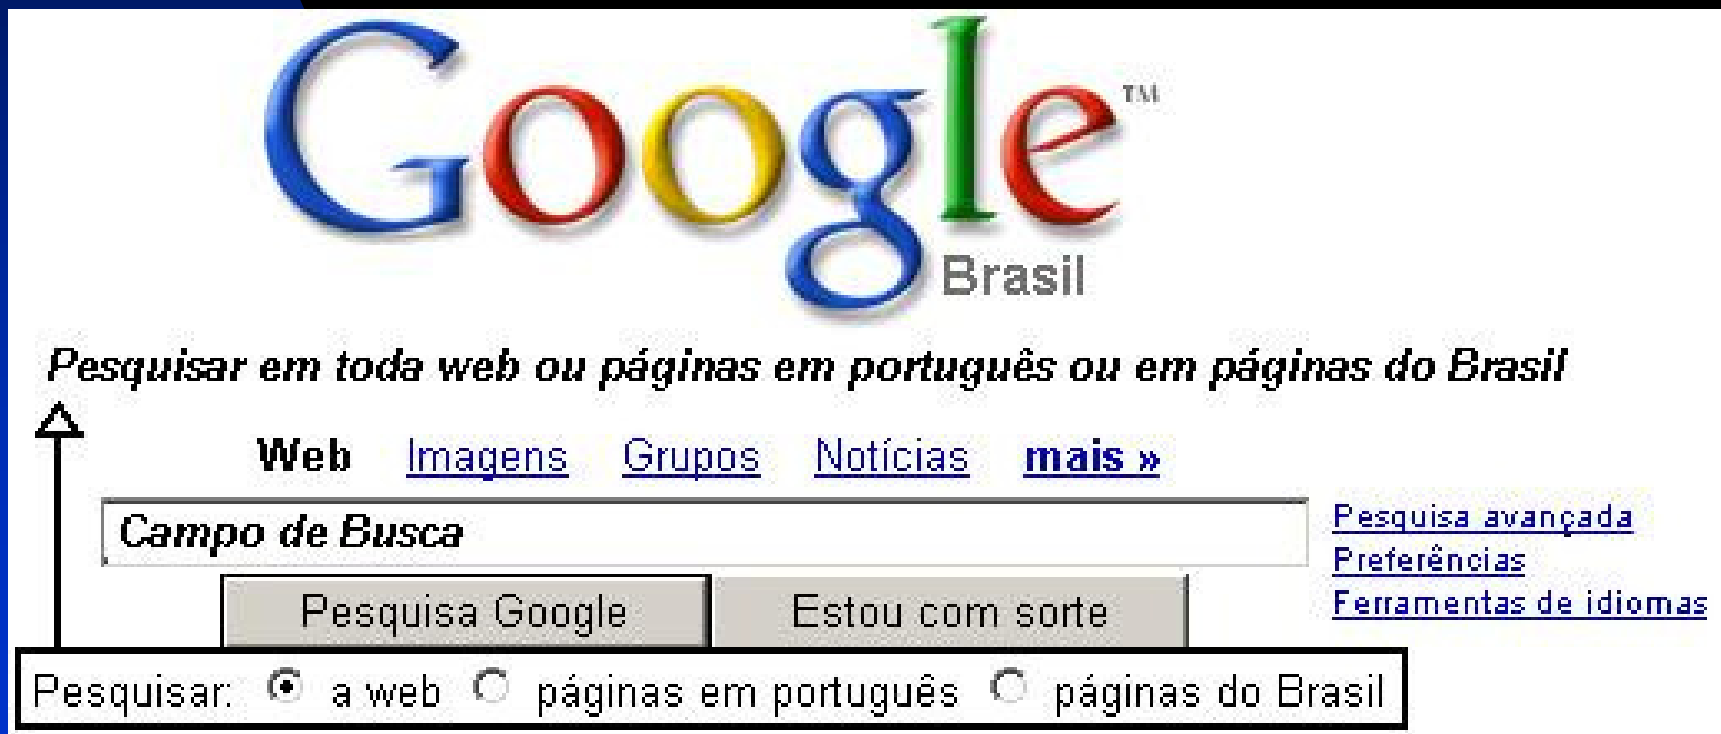 Google™
Brasil
Pesquisar em toda web ou páginas em português ou em páginas do Brasil
Web Imagens Grupos Notícias mais »
Campo de Busca
Pesquisa avançada
Preferências
Ferramentas de idiomas
Pesquisa Google Estou com sorte
Pesquisar: a web páginas em português páginas do Brasil